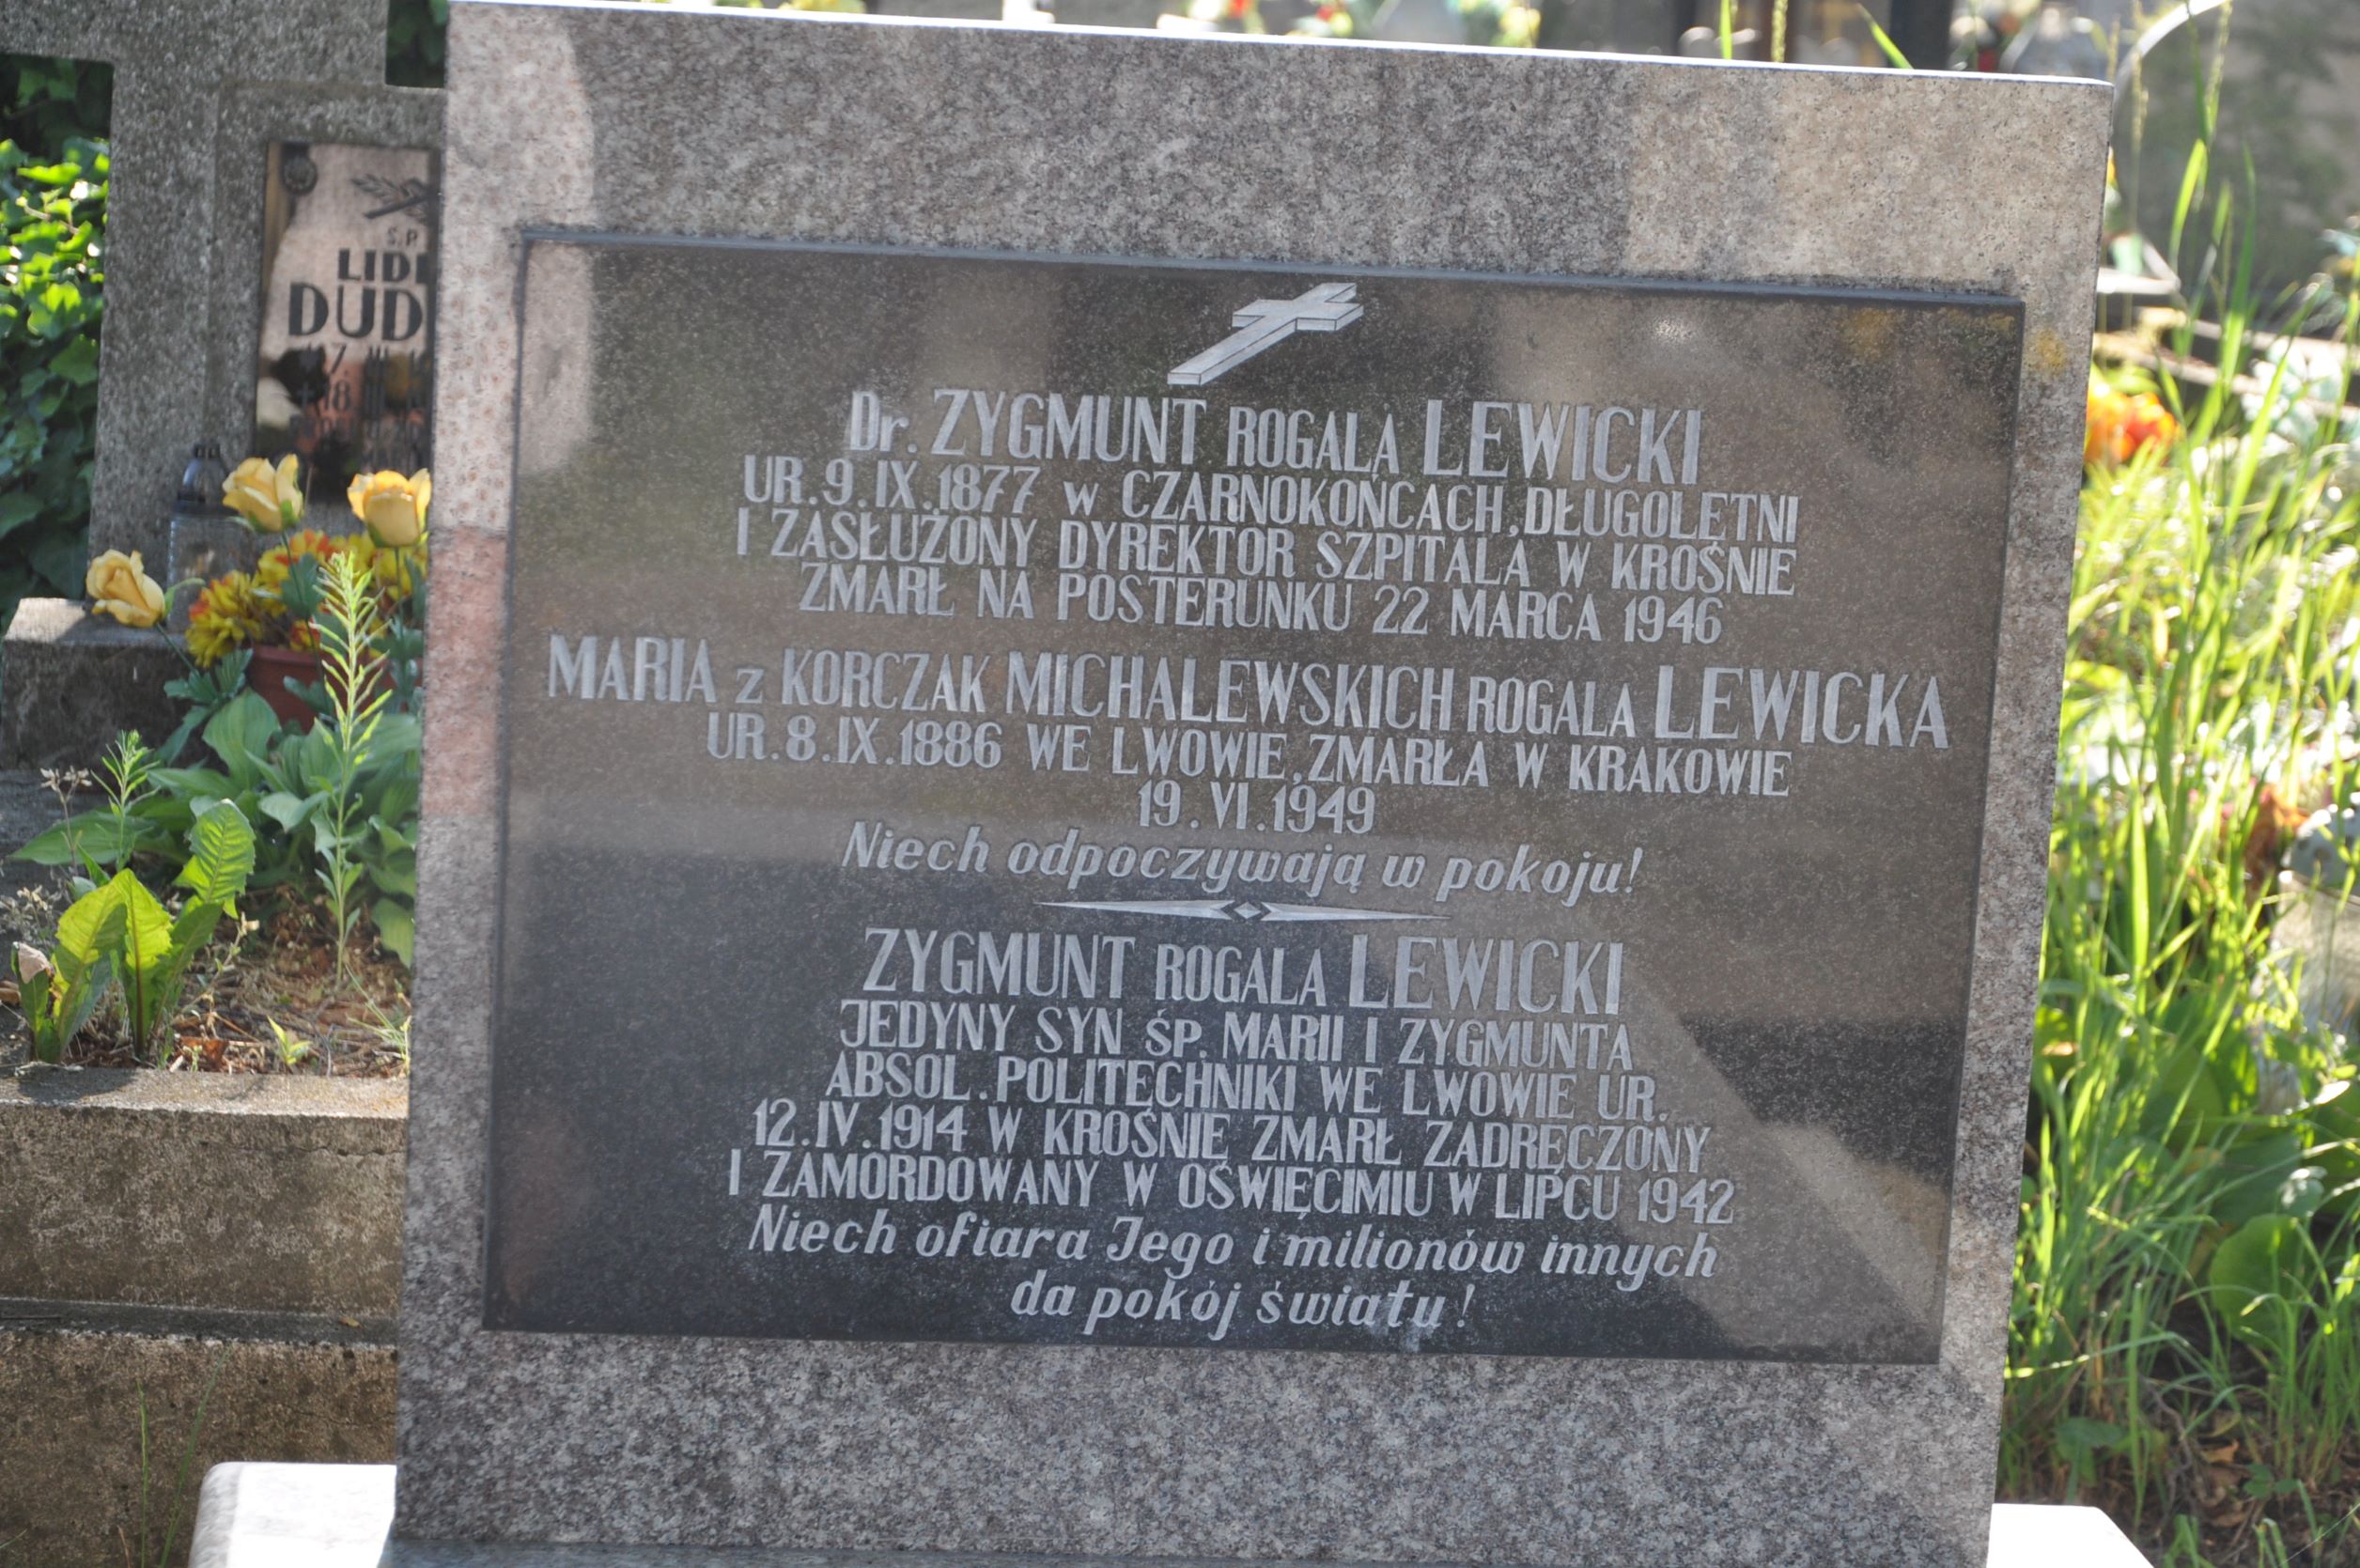 Dr. ZYGMUNT ROGALA LEWICKI
UR. 9. IX. 1877 w CZARNOKOŃCACH, DŁUGOLETNI
I ZASŁUŻONY DYREKTOR SZPITALA W KROŚNIE
ZMARŁ NA POSTERUNKU 22 MARCA 1946
MARIA z KORCZAK MICHALEWSKICH ROGALA LEWICKA
UR. 8. IX. 1886 WE LWOWIE, ZMARŁA W KRAKOWIE
19. VI. 1949
Niech odpoczywają w pokoju!
ZYGMUNT ROGALA LEWICKI
JEDYNY SYN ŚP. MARII I ZYGMUNTA
ABSOL. POLITECHNIKI WE LWOWIE UR.
12. IV. 1914 W KROŚNIE ZMARŁ ZADRĘCZONY
I ZAMORDOWANY W OŚWIĘCIMIU W LIPCU 1942
Niech ofiara Jego i milionów innych
da pokój światu!
Ś.P.
DUD